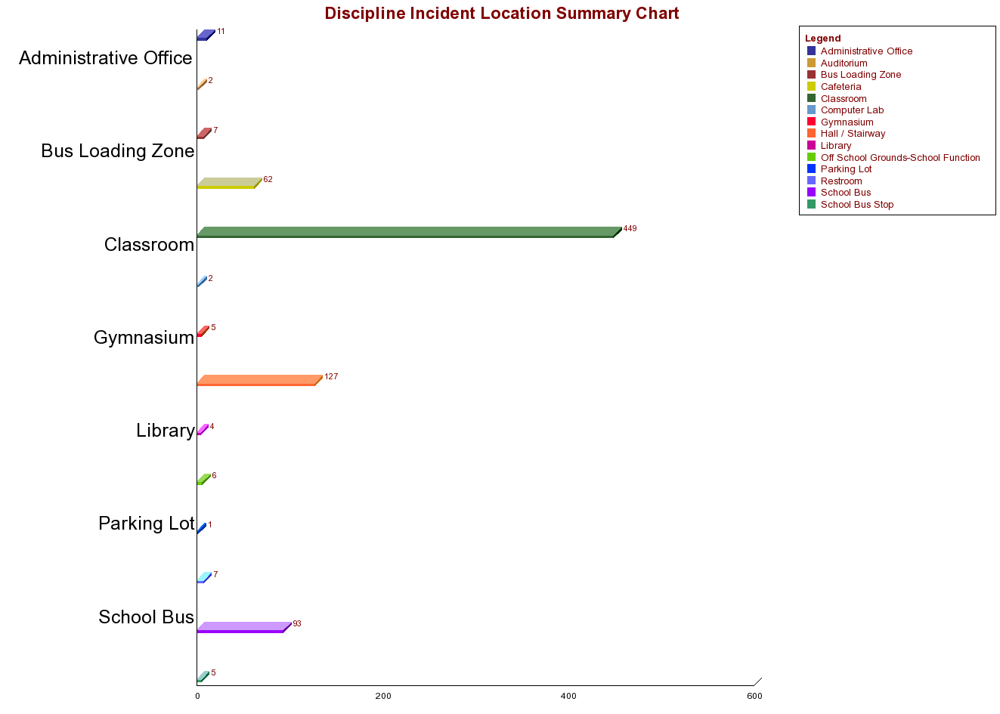 Discipline Incident Location Summary Chart
Administrative Office
Bus Loading Zone
Classroom
Gymnasium
Library
Parking Lot
School Bus
11
2
7
62
449
2
5
127
4
6
1
7
93
5
0 200 400 600
Legend
Administrative Office
Auditorium
Bus Loading Zone
Cafeteria
Classroom
Computer Lab
Gymnasium
Hall / Stairway
Library
Off School Grounds-School Function
Parking Lot
Restroom
School Bus
School Bus Stop